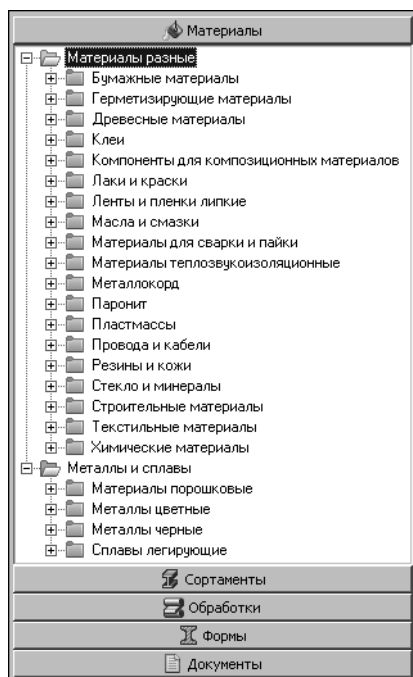 Материалы
Материалы разные
Бумажные материалы
Герметизирующие материалы
Древесные материалы
Клеи
Компоненты для композиционных материалов
Лаки и краски
Ленты и пленки липкие
Масла и смазки
Материалы для сварки и пайки
Материалы теплозвукоизоляционные
Металлокорд
Паронит
Пластмассы
Провода и кабели
Резины и кожи
Стекло и минералы
Строительные материалы
Текстильные материалы
Химические материалы
Металлы и сплавы
Материалы порошковые
Металлы цветные
Металлы черные
Сплавы легирующие
Сортаменты
Обработки
Формы
Документы